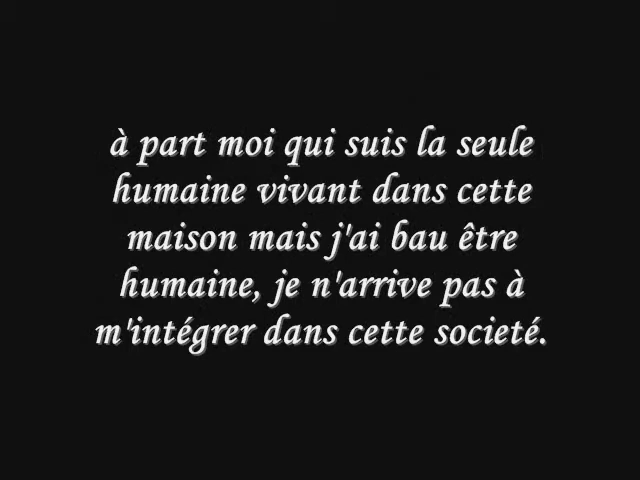 à part moi qui suis la seule
humaine vivant dans cette
maison mais j'ai bau être
humaine, je n'arrive pas à
m'intégrer dans cette societé.